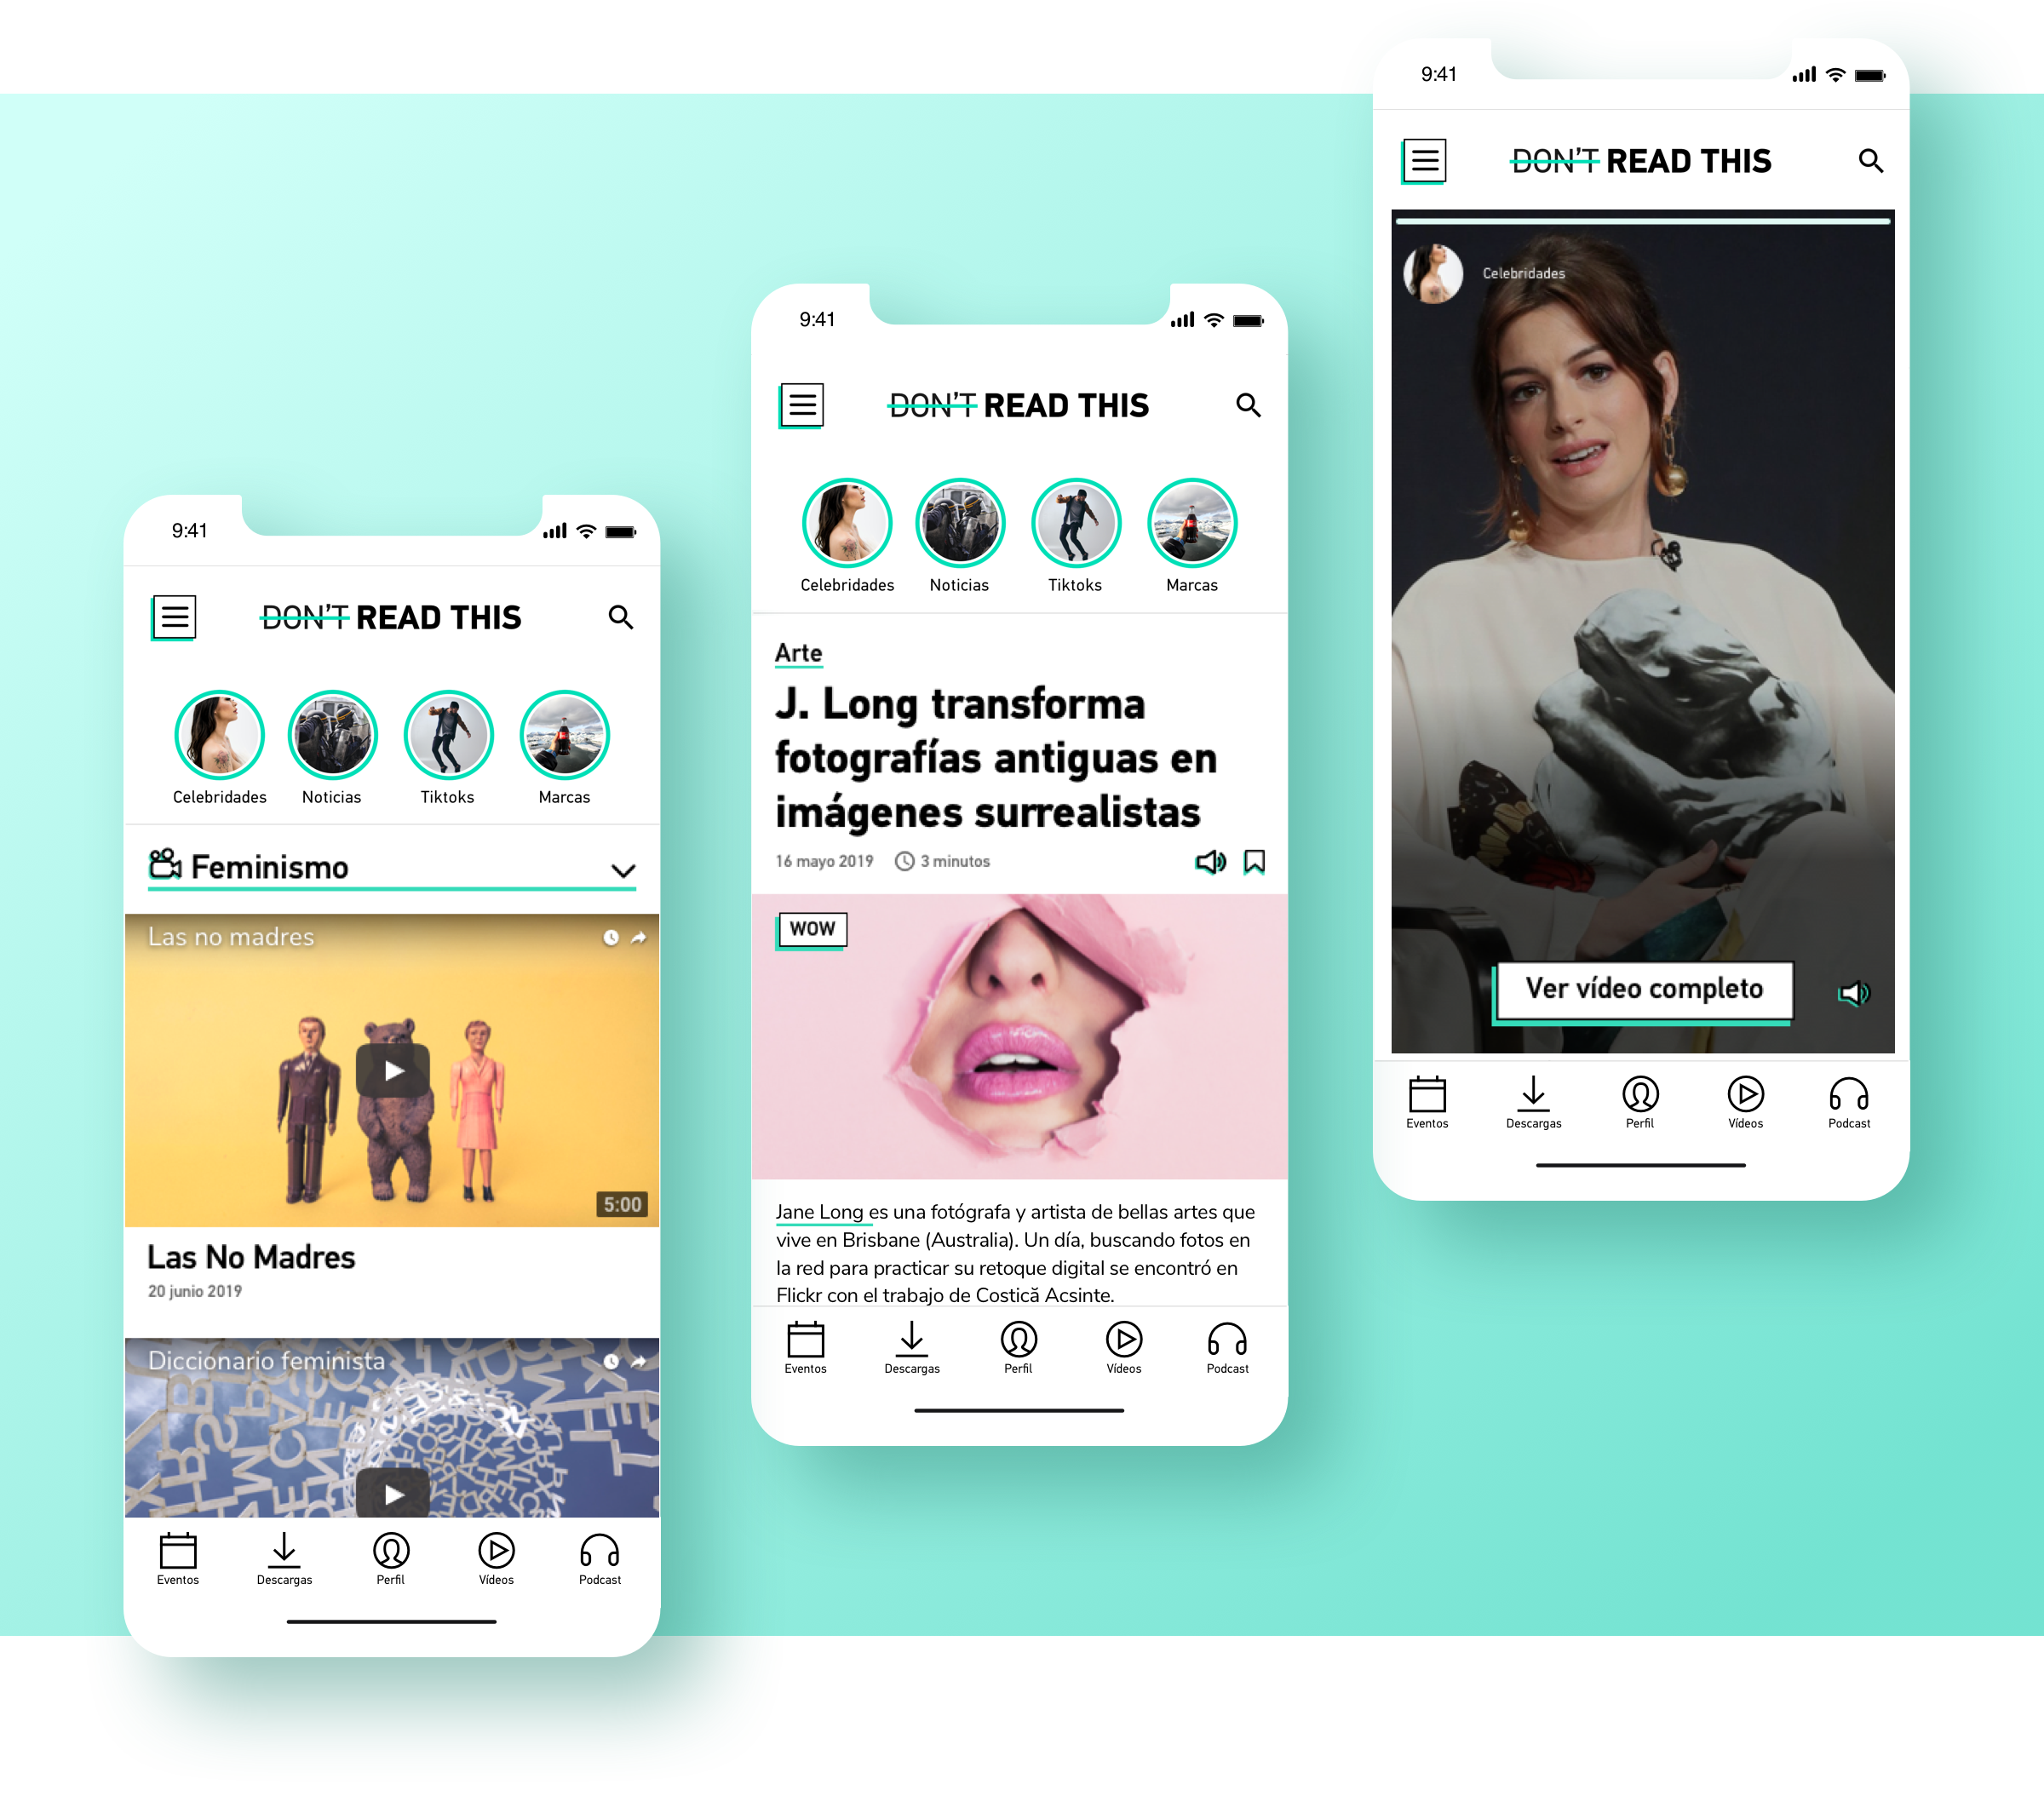 9:41
DON'T READ THIS
Celebridades Noticias Tiktoks Marcas
Feminismo
Las no madres
5:00
Las No Madres
20 junio 2019
Diccionario feminista
Eventos Descargas Perfil Vídeos Podcast
9:41
DON'T READ THIS
Celebridades Noticias Tiktoks Marcas
Arte
J. Long transforma
fotografías antiguas en
imágenes surrealistas
16 mayo 2019 3 minutos
WOW
Jane Long es una fotógrafa y artista de bellas artes que
vive en Brisbane (Australia). Un día, buscando fotos en
la red para practicar su retoque digital se encontró en
Flickr con el trabajo de Costică Acsinte.
Eventos Descargas Perfil Vídeos Podcast
9:41
DON'T READ THIS
Celebridades
Ver vídeo completo
Eventos Descargas Perfil Vídeos Podcast